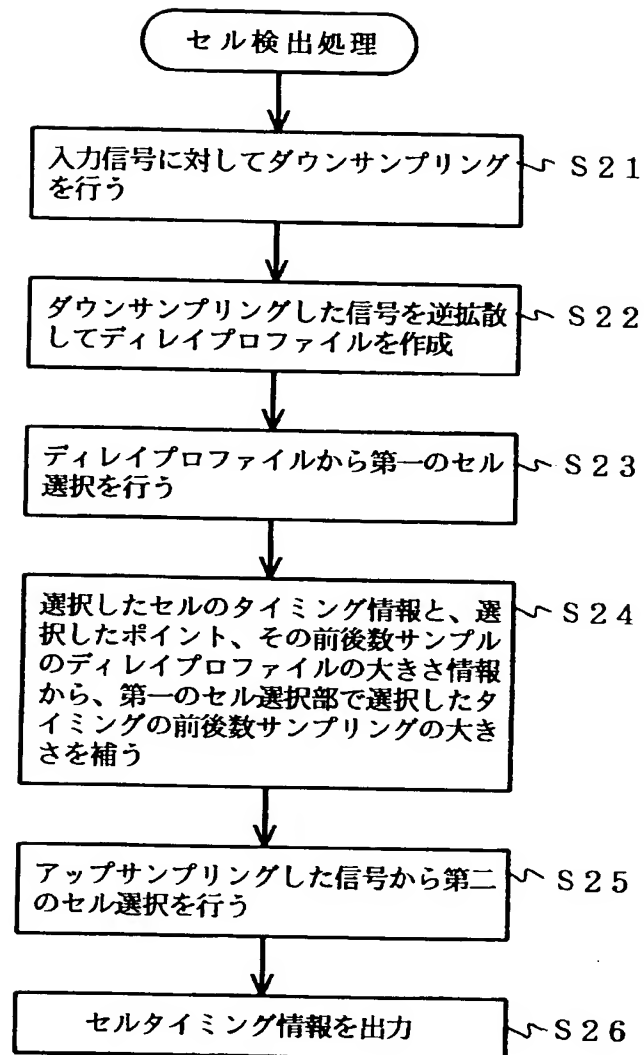 セル検出処理
入力信号に対してダウンサンプリング
を行う
S21
ダウンサンプリングした信号を逆拡散
してディレイプロファイルを作成
S22
ディレイプロファイルから第一のセル
選択を行う
S23
選択したセルのタイミング情報と、選
択したポイント、その前後数サンプル
のディレイプロファイルの大きさ情報
から、第一のセル選択部で選択したタ
イミングの前後数サンプリングの大き
さを補う
S24
アップサンプリングした信号から第二
のセル選択を行う
S25
セルタイミング情報を出力
S26